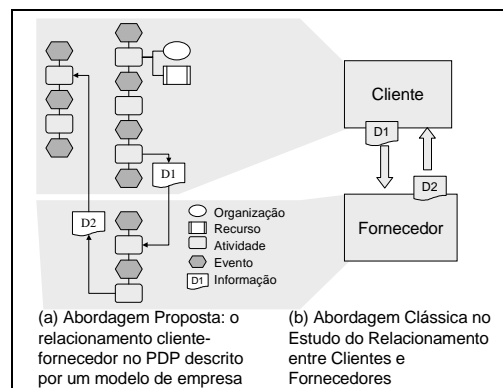 Cliente
D1
D1
D2
D2
Fornecedor
Organização
Recurso
Atividade
Evento
D1
Informação
(a) Abordagem Proposta: o
relacionamento cliente-
fornecedor no PDP descrito
por um modelo de empresa
(b) Abordagem Clássica no
Estudo do Relacionamento
entre Clientes e
Fornecedores